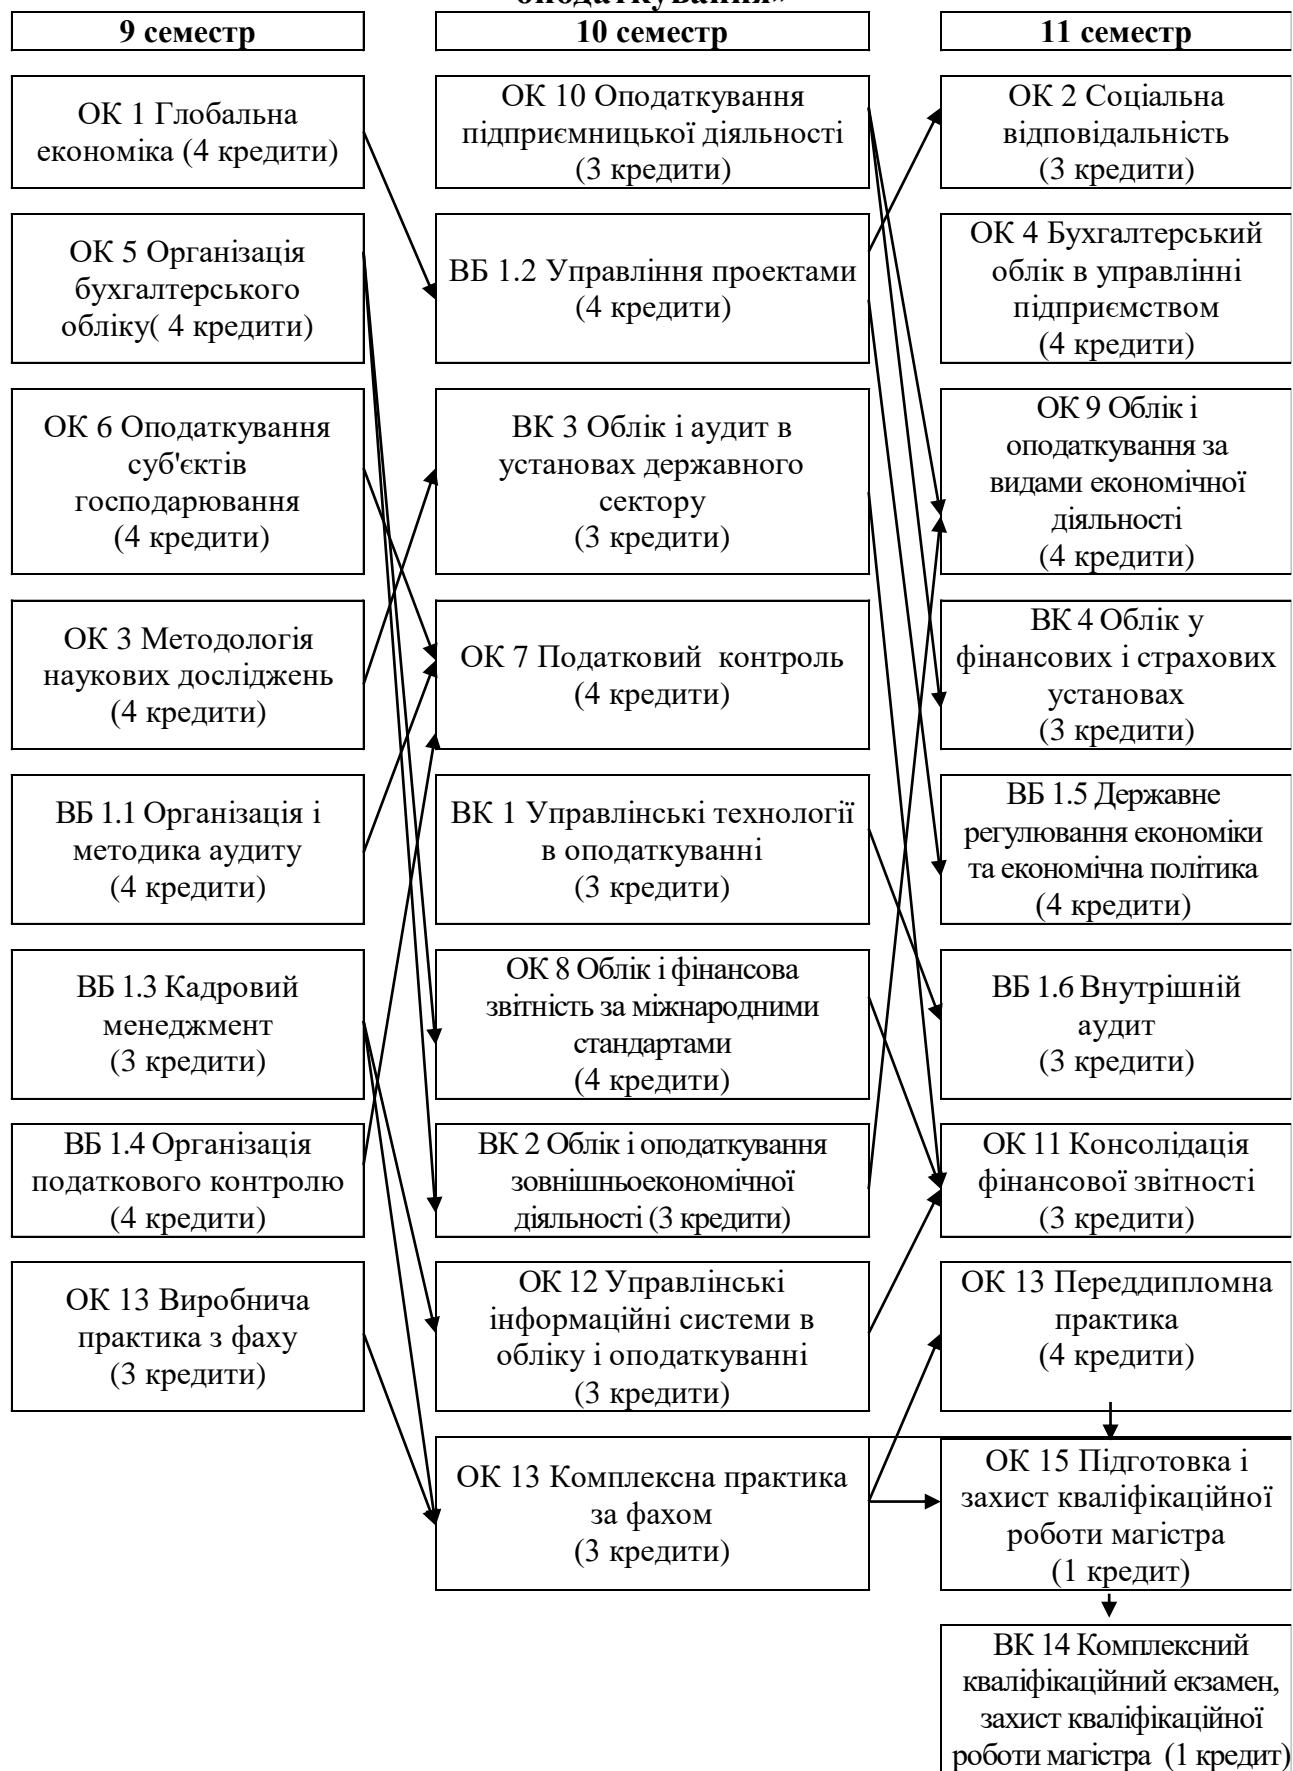 оподаткування»
9 семестр
10 семестр
11 семестр
ОК 1 Глобальна
економіка (4 кредити)
ОК 10 Оподаткування
підприємницької діяльності
(3 кредити)
ОК 2 Соціальна
відповідальність
(3 кредити)
ОК 5 Організація
бухгалтерського
обліку( 4 кредити)
ВБ 1.2 Управління проектами
(4 кредити)
ОК 4 Бухгалтерський
облік в управлінні
підприємством
(4 кредити)
ОК 6 Оподаткування
суб'єктів
господарювання
(4 кредити)
ВК 3 Облік і аудит в
установах державного
сектору
(3 кредити)
ОК 9 Облік і
оподаткування за
видами економічної
діяльності
(4 кредити)
ОК 3 Методологія
наукових досліджень
(4 кредити)
ОК 7 Податковий  контроль
(4 кредити)
ВК 4 Облік у
фінансових і страхових
установах
(3 кредити)
ВБ 1.1 Організація і
методика аудиту
(4 кредити)
ВК 1 Управлінські технології
в оподаткуванні
(3 кредити)
ВБ 1.5 Державне
регулювання економіки
та економічна політика
(4 кредити)
ВБ 1.3 Кадровий
менеджмент
(3 кредити)
ОК 8 Облік і фінансова
звітність за міжнародними
стандартами
(4 кредити)
ВБ 1.6 Внутрішній
аудит
(3 кредити)
ВБ 1.4 Організація
податкового контролю
(4 кредити)
ВК 2 Облік і оподаткування
зовнішньоекономічної
діяльності (3 кредити)
ОК 11 Консолідація
фінансової звітності
(3 кредити)
ОК 13 Виробнича
практика з фаху
(3 кредити)
ОК 12 Управлінські
інформаційні системи в
обліку і оподаткуванні
(3 кредити)
ОК 13 Переддипломна
практика
(4 кредити)
ОК 13 Комплексна практика
за фахом
(3 кредити)
ОК 15 Підготовка і
захист кваліфікаційної
роботи магістра
(1 кредит)
ВК 14 Комплексний
кваліфікаційний екзамен,
захист кваліфікаційної
роботи магістра  (1 кредит)